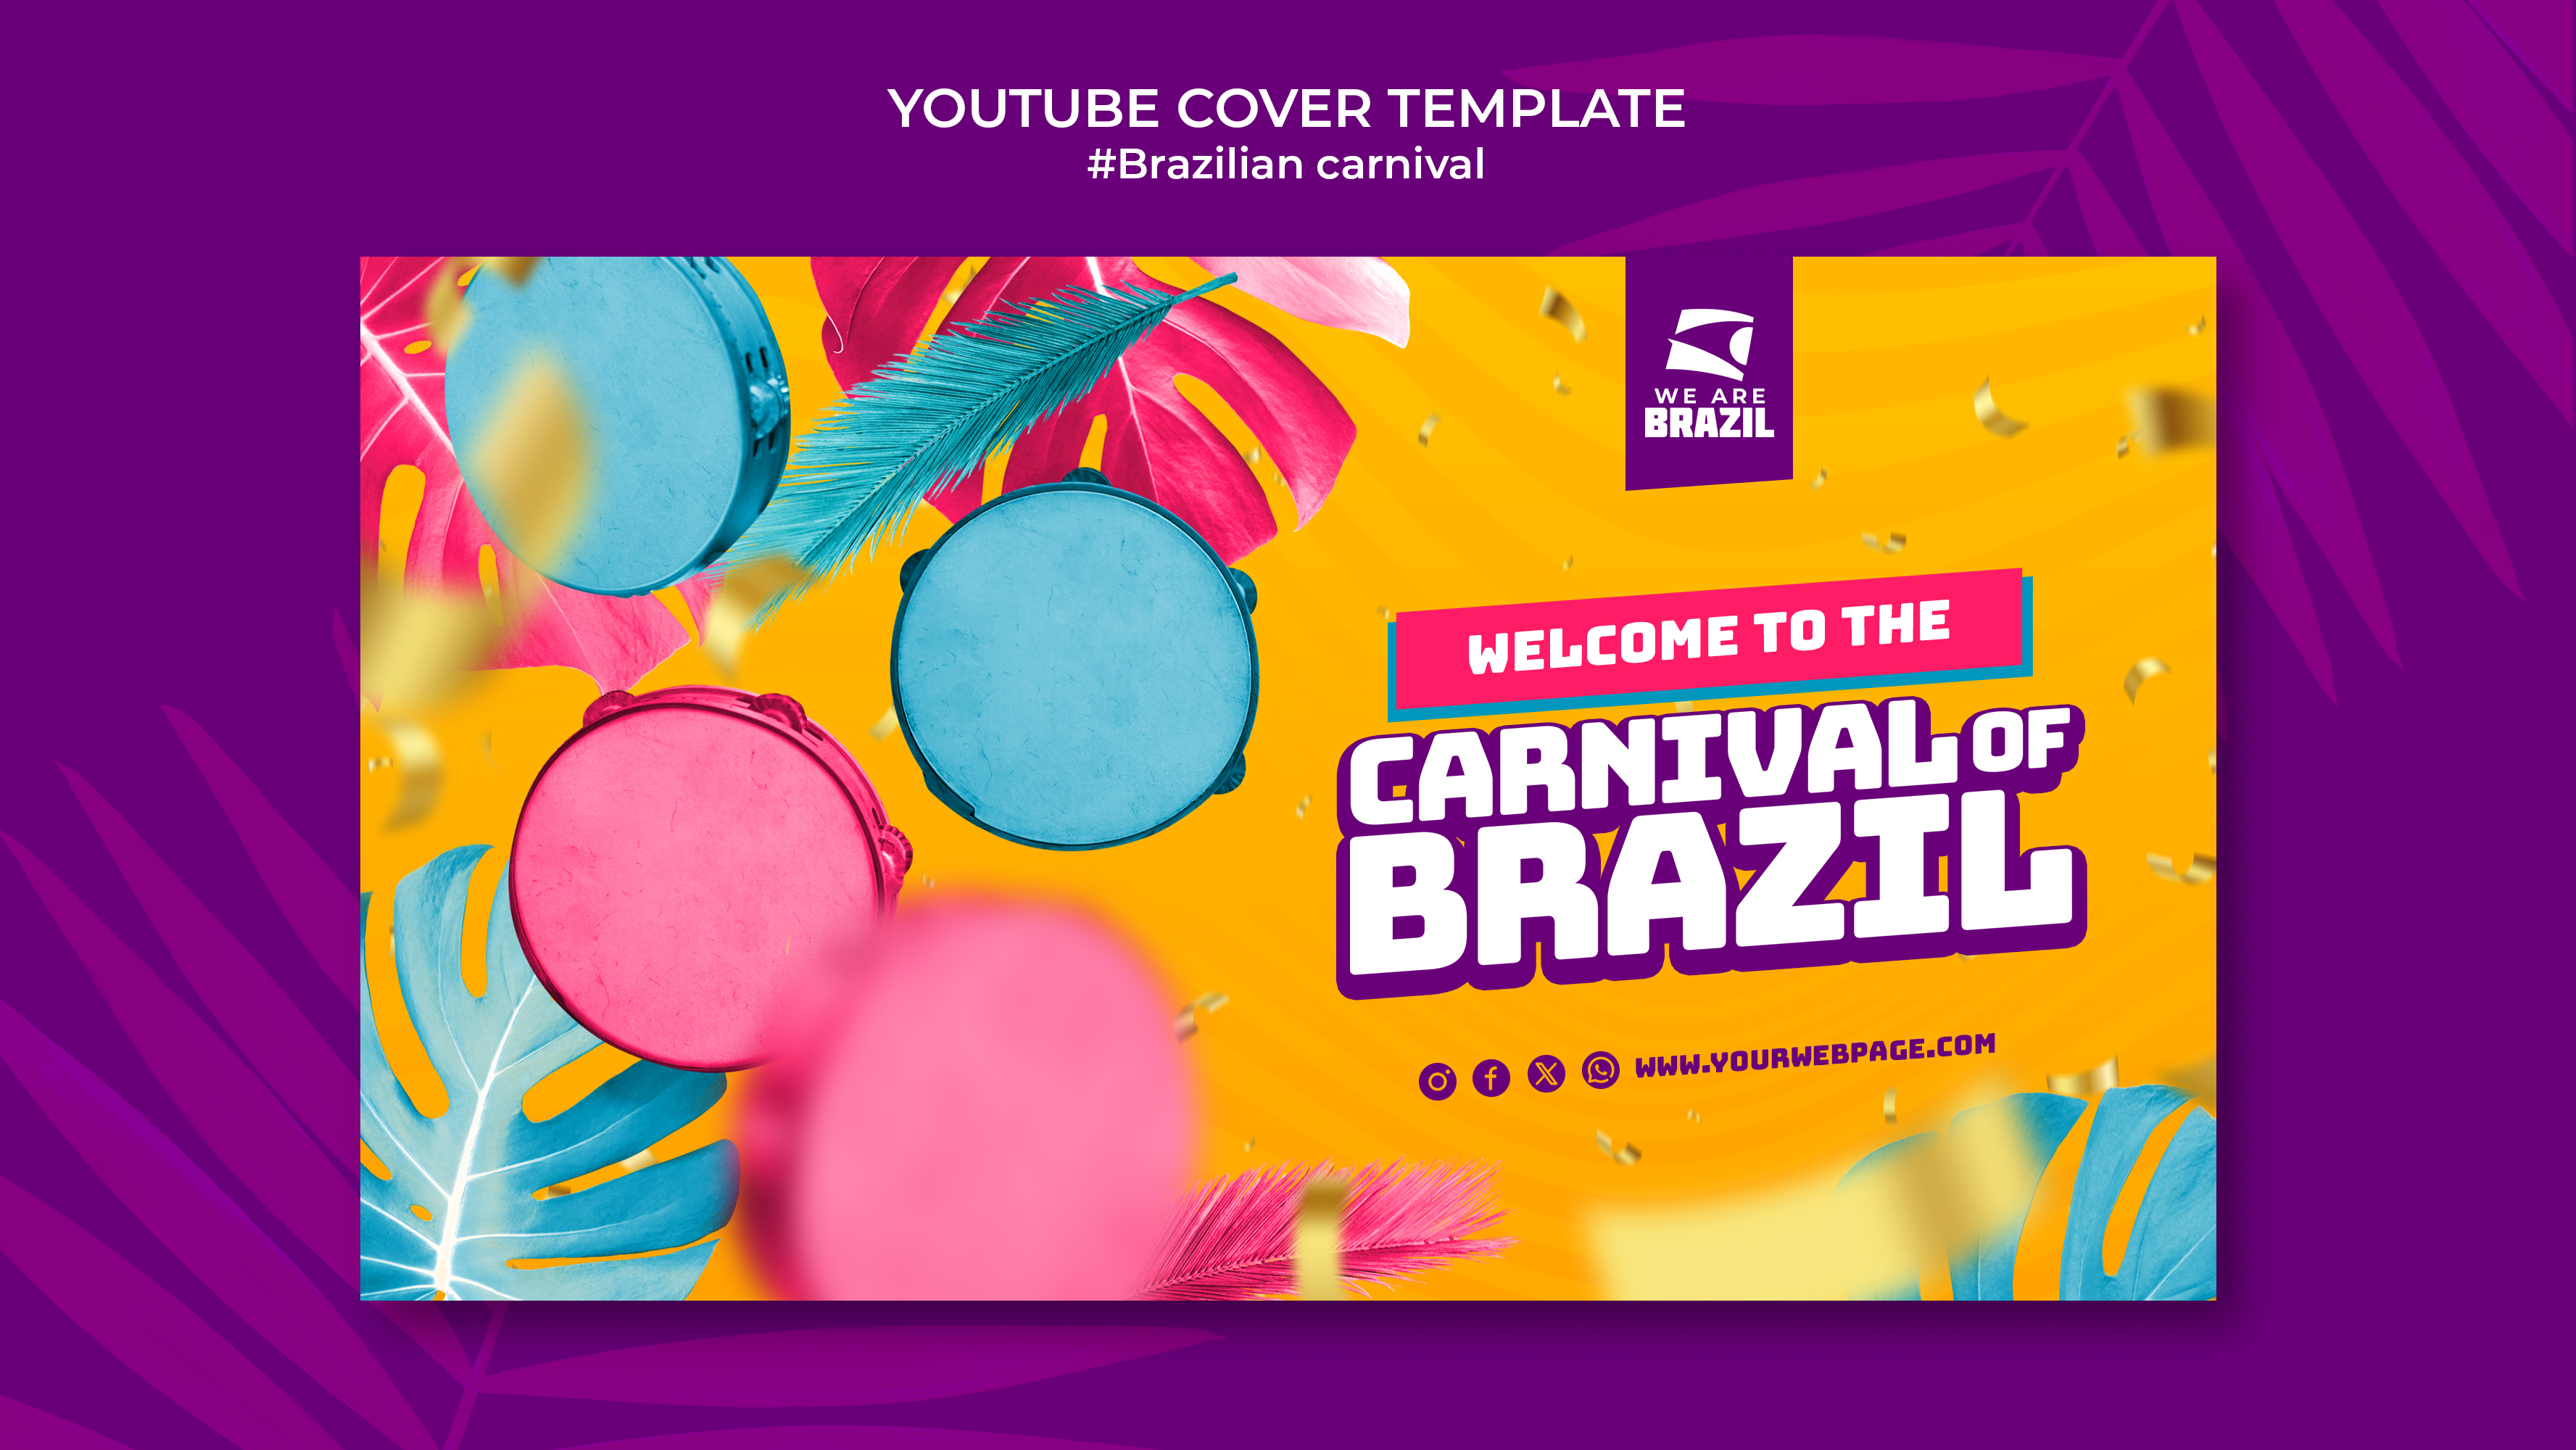 YOUTUBE COVER TEMPLATE
#Brazilian carnival
WE ARE
BRAZIL
WELCOME TO THE
CARNIVAL OF
BRAZIL
WWW.YOURWEBPAGE.COM